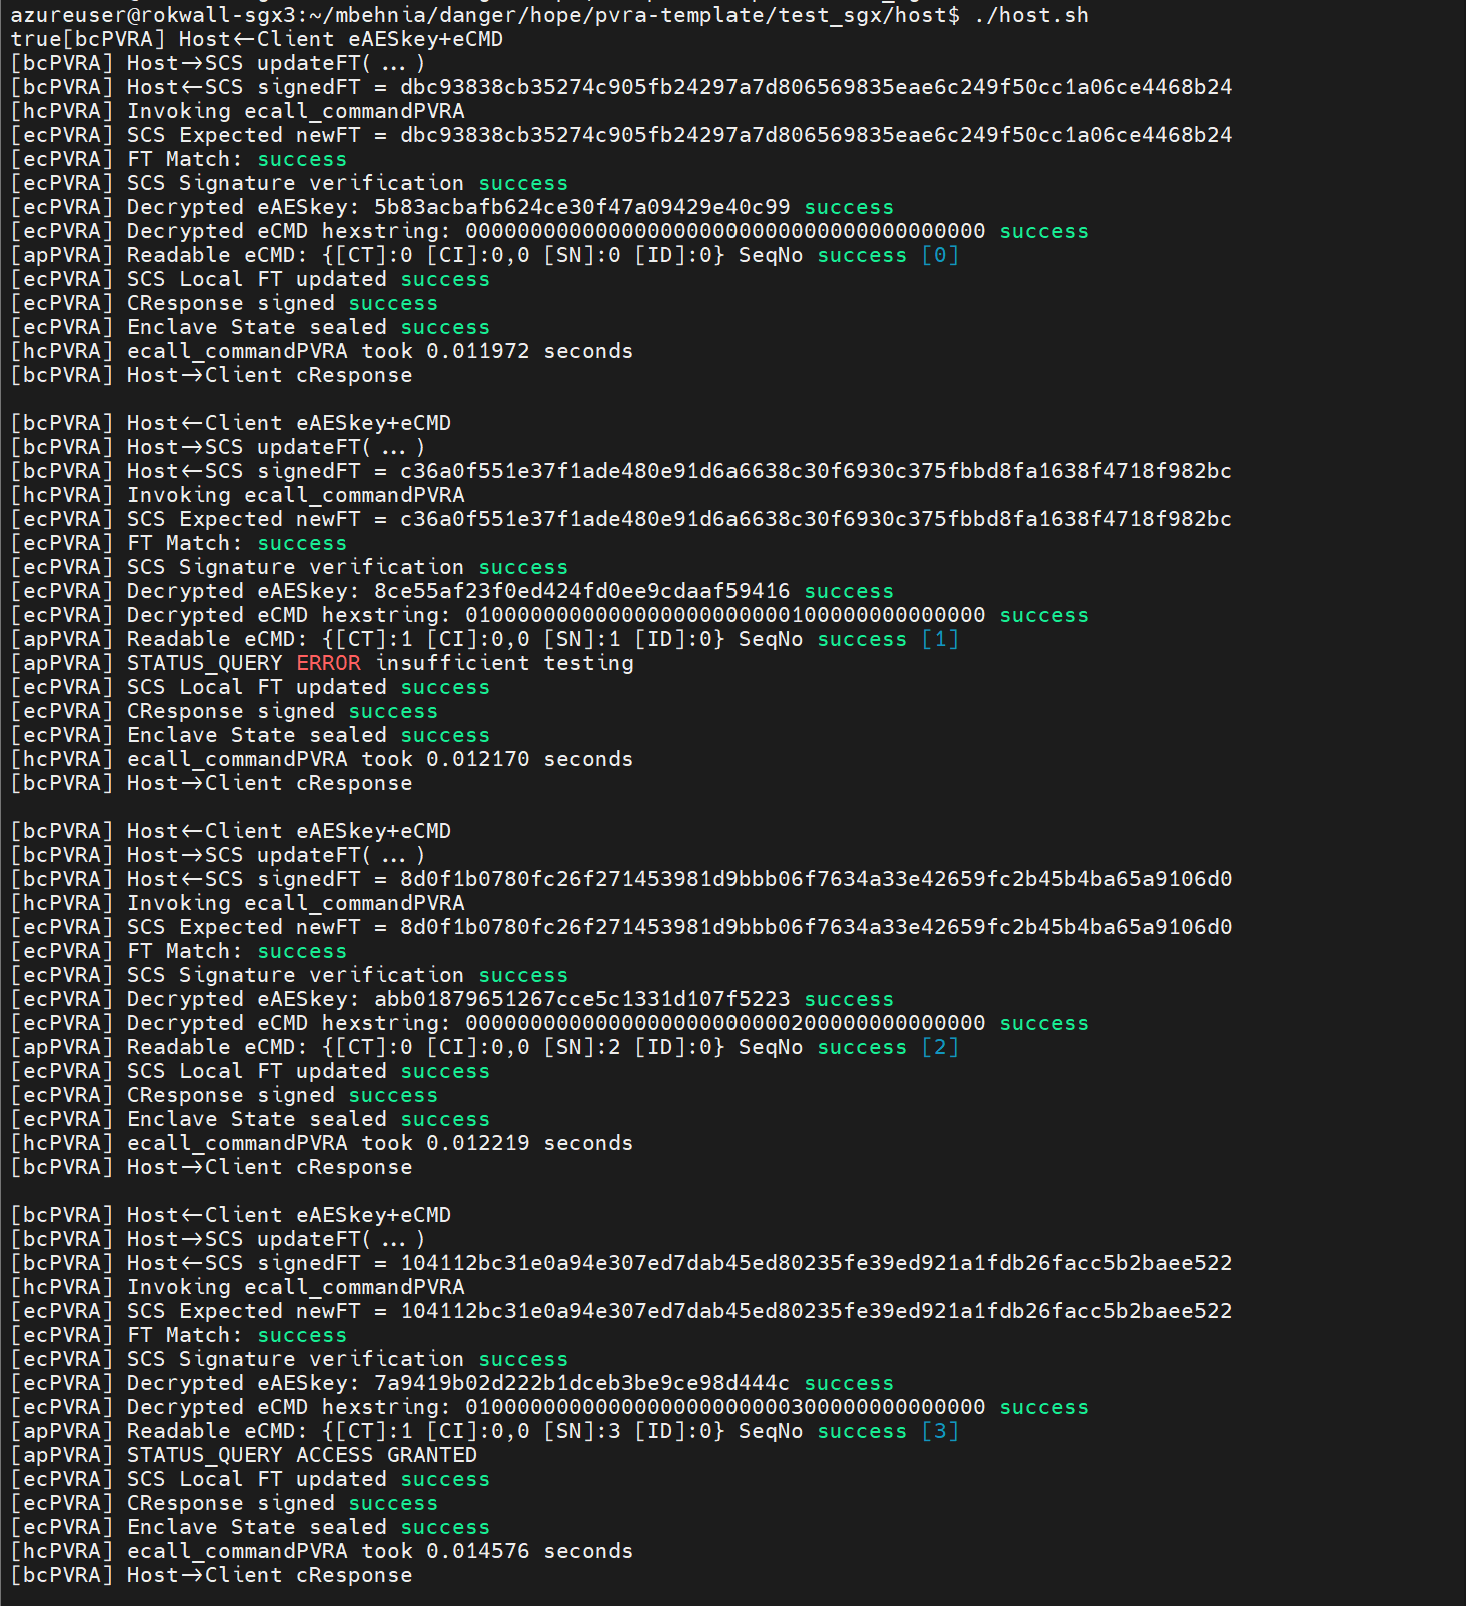 azureuser@rokwall-sgx3:~/mbehnia/danger/hope/pvra-template/test_sgx/host$ ./host.sh
true[bcPVRA] Host<-Client eAESkey+eCMD
[bcPVRA] Host->SCS updateFT(...)
[bcPVRA] Host<-SCS signedFT = dbc93838cb35274c905fb24297a7d806569835eae6c249f50cc1a06ce4468b24
[hcPVRA] Invoking ecall_commandPVRA
[ecPVRA] SCS Expected newFT = dbc93838cb35274c905fb24297a7d806569835eae6c249f50cc1a06ce4468b24
[ecPVRA] FT Match: success
[ecPVRA] SCS Signature verification success
[ecPVRA] Decrypted eAESkey: 5b83acbafb624ce30f47a09429e40c99 success
[ecPVRA] Decrypted eCMD hexstring: 0000000000000000000000000000000000000000 success
[apPVRA] Readable eCMD: {[CT]:0 [CI]:0,0 [SN]:0 [ID]:0} SeqNo success [0]
[ecPVRA] SCS Local FT updated success
[ecPVRA] CResponse signed success
[ecPVRA] Enclave State sealed success
[hcPVRA] ecall_commandPVRA took 0.011972 seconds
[bcPVRA] Host->Client cResponse

[bcPVRA] Host<-Client eAESkey+eCMD
[bcPVRA] Host->SCS updateFT(...)
[bcPVRA] Host<-SCS signedFT = c36a0f551e37f1ade480e91d6a6638c30f6930c375fbbd8fa1638f4718f982bc
[hcPVRA] Invoking ecall_commandPVRA
[ecPVRA] SCS Expected newFT = c36a0f551e37f1ade480e91d6a6638c30f6930c375fbbd8fa1638f4718f982bc
[ecPVRA] FT Match: success
[ecPVRA] SCS Signature verification success
[ecPVRA] Decrypted eAESkey: 8ce55af23f0ed424fd0ee9cdaaf59416 success
[ecPVRA] Decrypted eCMD hexstring: 0100000000000000000000000100000000000000 success
[apPVRA] Readable eCMD: {[CT]:1 [CI]:0,0 [SN]:1 [ID]:0} SeqNo success [1]
[apPVRA] STATUS_QUERY ERROR insufficient testing
[ecPVRA] SCS Local FT updated success
[ecPVRA] CResponse signed success
[ecPVRA] Enclave State sealed success
[hcPVRA] ecall_commandPVRA took 0.012170 seconds
[bcPVRA] Host->Client cResponse

[bcPVRA] Host<-Client eAESkey+eCMD
[bcPVRA] Host->SCS updateFT(...)
[bcPVRA] Host<-SCS signedFT = 8d0f1b0780fc26f271453981d9bbb06f7634a33e42659fc2b45b4ba65a9106d0
[hcPVRA] Invoking ecall_commandPVRA
[ecPVRA] SCS Expected newFT = 8d0f1b0780fc26f271453981d9bbb06f7634a33e42659fc2b45b4ba65a9106d0
[ecPVRA] FT Match: success
[ecPVRA] SCS Signature verification success
[ecPVRA] Decrypted eAESkey: abb01879651267cce5c1331d107f5223 success
[ecPVRA] Decrypted eCMD hexstring: 0000000000000000000000000200000000000000 success
[apPVRA] Readable eCMD: {[CT]:0 [CI]:0,0 [SN]:2 [ID]:0} SeqNo success [2]
[ecPVRA] SCS Local FT updated success
[ecPVRA] CResponse signed success
[ecPVRA] Enclave State sealed success
[hcPVRA] ecall_commandPVRA took 0.012219 seconds
[bcPVRA] Host->Client cResponse

[bcPVRA] Host<-Client eAESkey+eCMD
[bcPVRA] Host->SCS updateFT(...)
[bcPVRA] Host<-SCS signedFT = 104112bc31e0a94e307ed7dab45ed80235fe39ed921a1fdb26facc5b2baee522
[hcPVRA] Invoking ecall_commandPVRA
[ecPVRA] SCS Expected newFT = 104112bc31e0a94e307ed7dab45ed80235fe39ed921a1fdb26facc5b2baee522
[ecPVRA] FT Match: success
[ecPVRA] SCS Signature verification success
[ecPVRA] Decrypted eAESkey: 7a9419b02d222b1dceb3be9ce98d444c success
[ecPVRA] Decrypted eCMD hexstring: 0100000000000000000000000300000000000000 success
[apPVRA] Readable eCMD: {[CT]:1 [CI]:0,0 [SN]:3 [ID]:0} SeqNo success [3]
[apPVRA] STATUS_QUERY ACCESS GRANTED
[ecPVRA] SCS Local FT updated success
[ecPVRA] CResponse signed success
[ecPVRA] Enclave State sealed success
[hcPVRA] ecall_commandPVRA took 0.014576 seconds
[bcPVRA] Host->Client cResponse